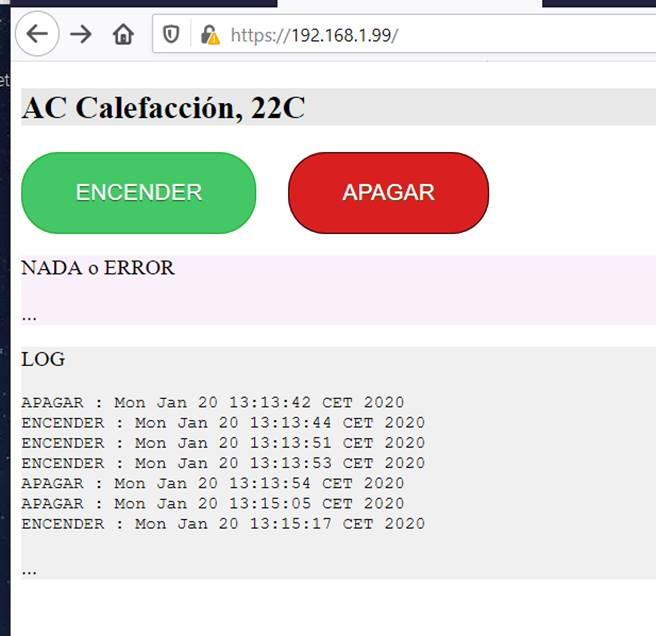 et
https://192.168.1.99/
AC Calefacción, 22C
ENCENDER
APAGAR
NADA o ERROR
...
LOG
APAGAR : Mon Jan 20 13:13:42 CET 2020
ENCENDER : Mon Jan 20 13:13:44 CET 2020
ENCENDER : Mon Jan 20 13:13:51 CET 2020
ENCENDER : Mon Jan 20 13:13:53 CET 2020
APAGAR : Mon Jan 20 13:13:54 CET 2020
APAGAR : Mon Jan 20 13:15:05 CET 2020
ENCENDER : Mon Jan 20 13:15:17 CET 2020
...